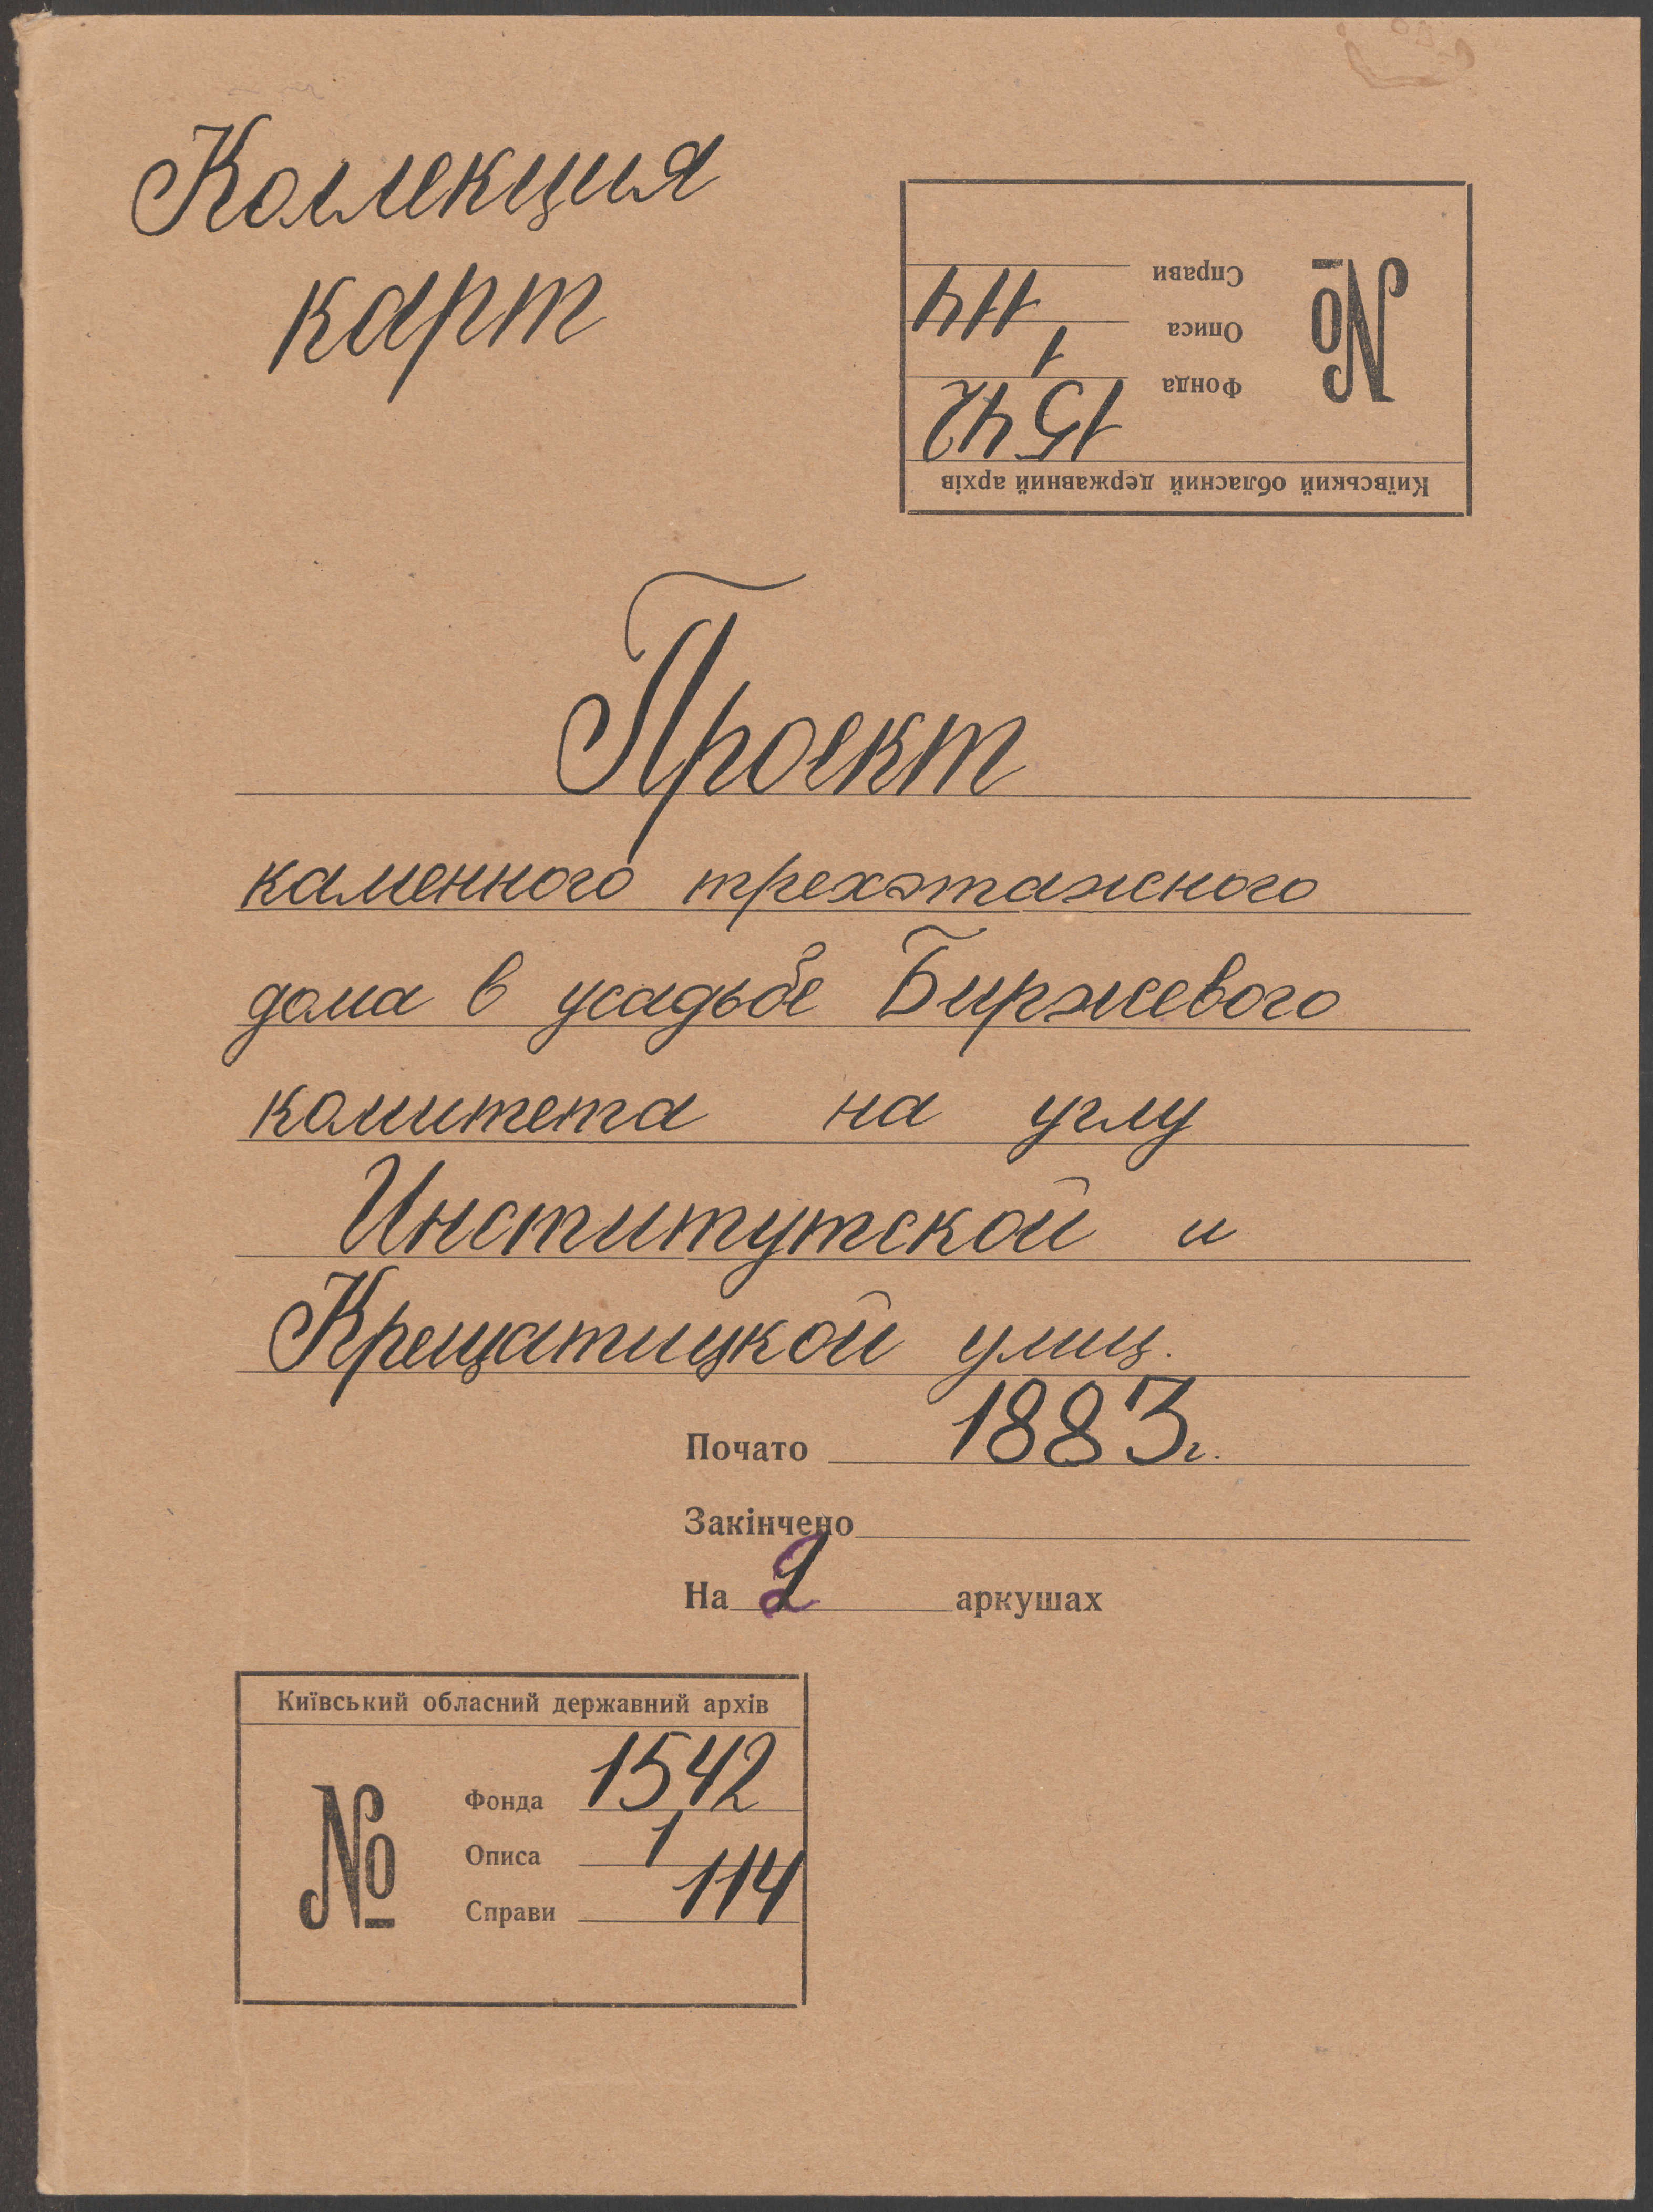 Коллекция
карт
Київський обласний державний архів
№
Фонда 1542
Описа 1
Справи 114
Проект
каменного трехэтажного
дома в усадьбе Биржевого
комитета на углу
Институтской и
Крещатицкой улиц.
Почато 1883 г.
Закінчено
На 2 аркушах
Київський обласний державний архів
№
Фонда 1542
Описа 1
Справи 114